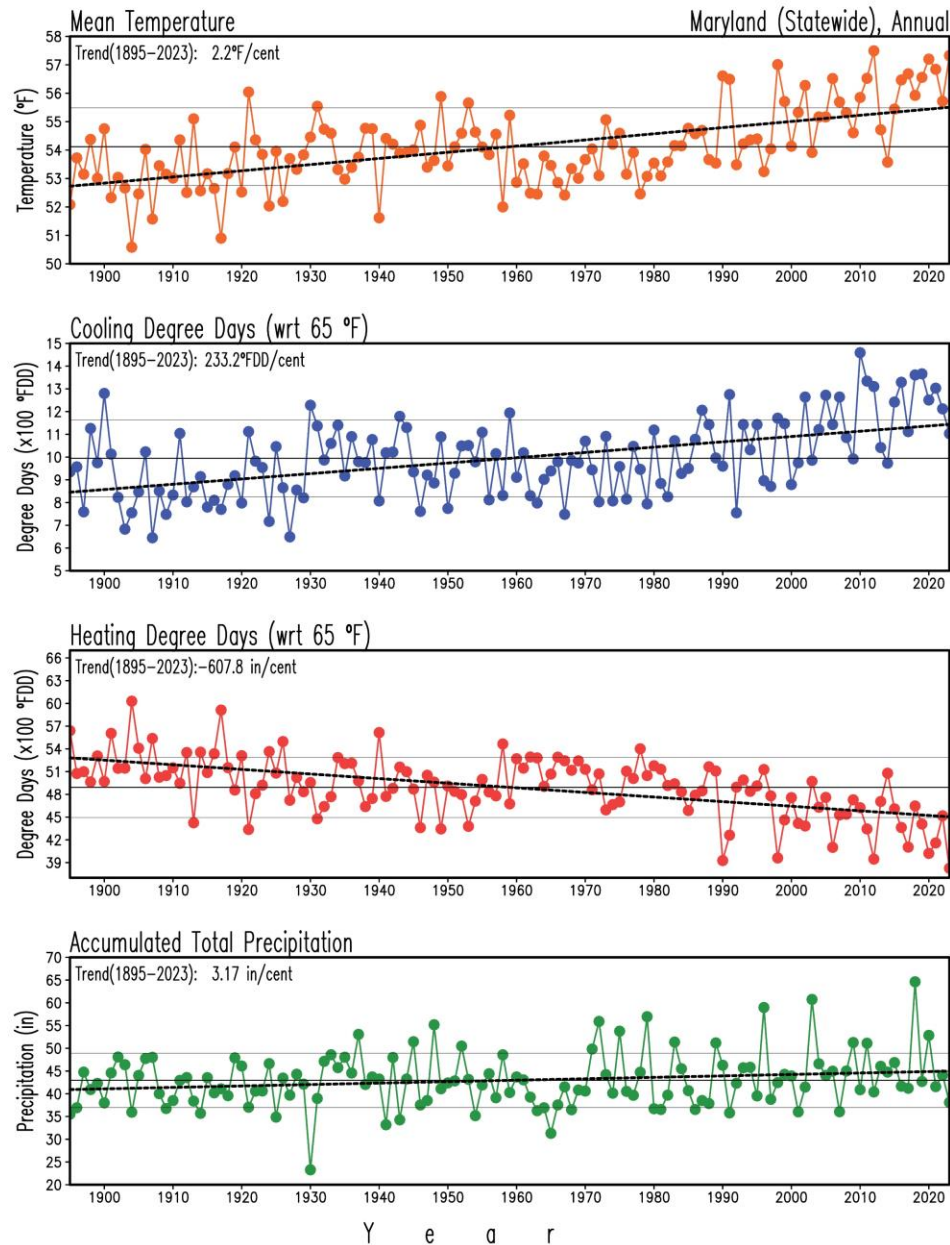 Mean Temperature Maryland (Statewide), Annual
Trend(1895-2023): 2.2°F/cent
Temperature (°F)
58
57
56
55
54
53
52
51
50
1900 1910 1920 1930 1940 1950 1960 1970 1980 1990 2000 2010 2020
Cooling Degree Days (wrt 65 °F)
Trend(1895-2023): 233.2°FDD/cent
Degree Days (x100 °FDD)
15
14
13
12
11
10
9
8
7
6
5
1900 1910 1920 1930 1940 1950 1960 1970 1980 1990 2000 2010 2020
Heating Degree Days (wrt 65 °F)
Trend(1895-2023):-607.8 in/cent
Degree Days (x100 °FDD)
66
63
60
57
54
51
48
45
42
39
1900 1910 1920 1930 1940 1950 1960 1970 1980 1990 2000 2010 2020
Accumulated Total Precipitation
Trend(1895-2023): 3.17 in/cent
Precipitation (in)
70
65
60
55
50
45
40
35
30
25
20
1900 1910 1920 1930 1940 1950 1960 1970 1980 1990 2000 2010 2020
Y e a r